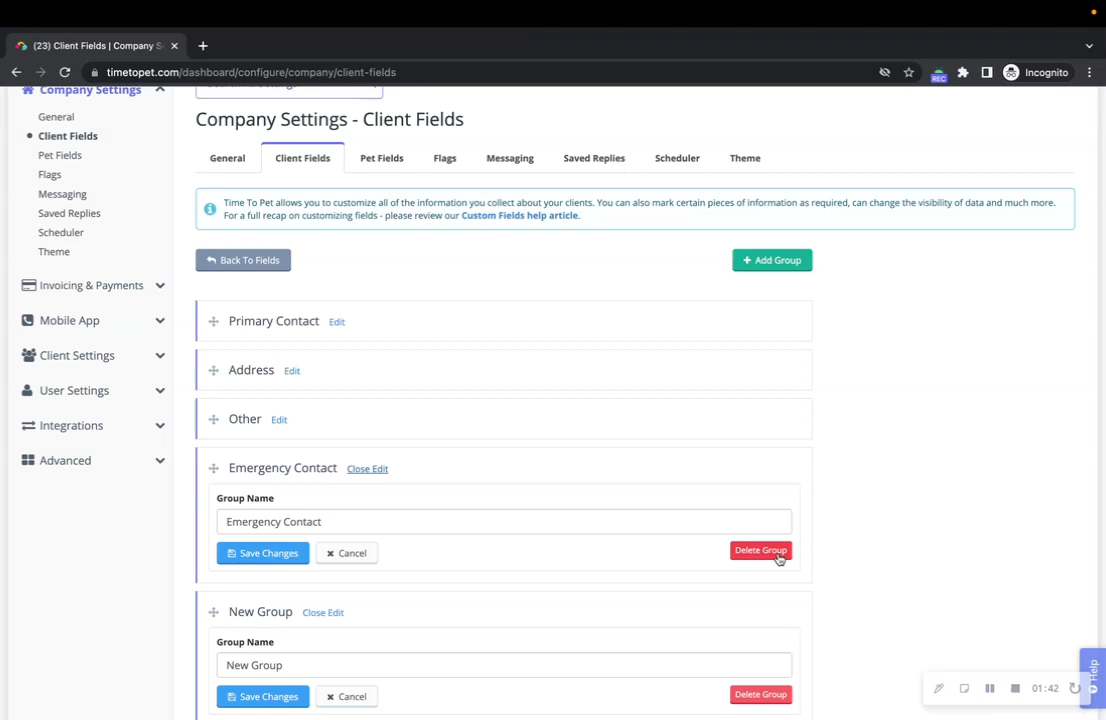 (23) Client Fields | Company S
timetopet.com/dashboard/configure/company/client-fields
REC
Incognito
Company Settings
General
Client Fields
Pet Fields
Flags
Messaging
Saved Replies
Scheduler
Theme
Invoicing & Payments
Mobile App
Client Settings
User Settings
Integrations
Advanced
Company Settings - Client Fields
General
Client Fields
Pet Fields
Flags
Messaging
Saved Replies
Scheduler
Theme
Time To Pet allows you to customize all of the information you collect about your clients. You can also mark certain pieces of information as required, can change the visibility of data and much more.
For a full recap on customizing fields - please review our Custom Fields help article.
Back To Fields
+ Add Group
Primary Contact Edit
Address Edit
Other Edit
Emergency Contact Close Edit
Group Name
Emergency Contact
Save Changes
Cancel
Delete Group
New Group Close Edit
Group Name
New Group
Save Changes
Cancel
Delete Group
01:42
Help